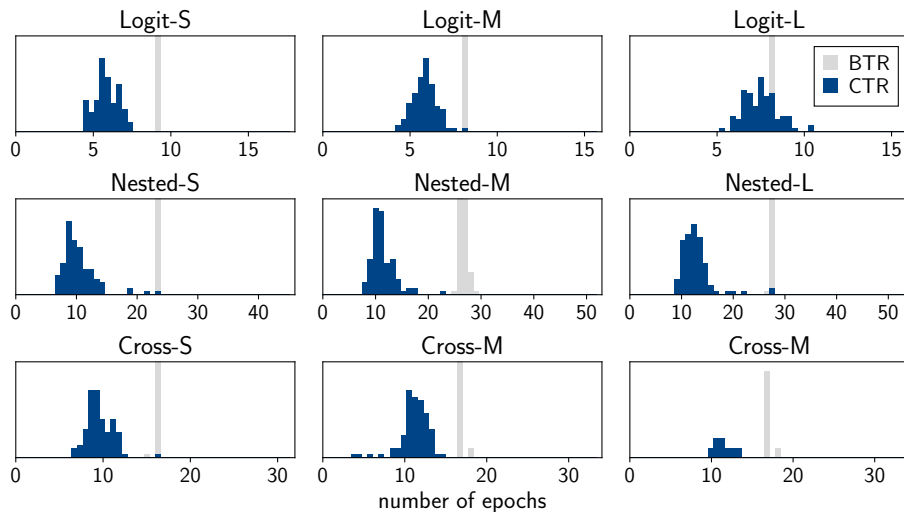 Logit-S Logit-M Logit-L
BTR
CTR
0 5 10 15 0 5 10 15 0 5 10 15
Nested-S Nested-M Nested-L
0 10 20 30 40 0 10 20 30 40 50 0 10 20 30 40 50
Cross-S Cross-M Cross-M
0 10 20 30 0 10 20 30 0 10 20 30
number of epochs